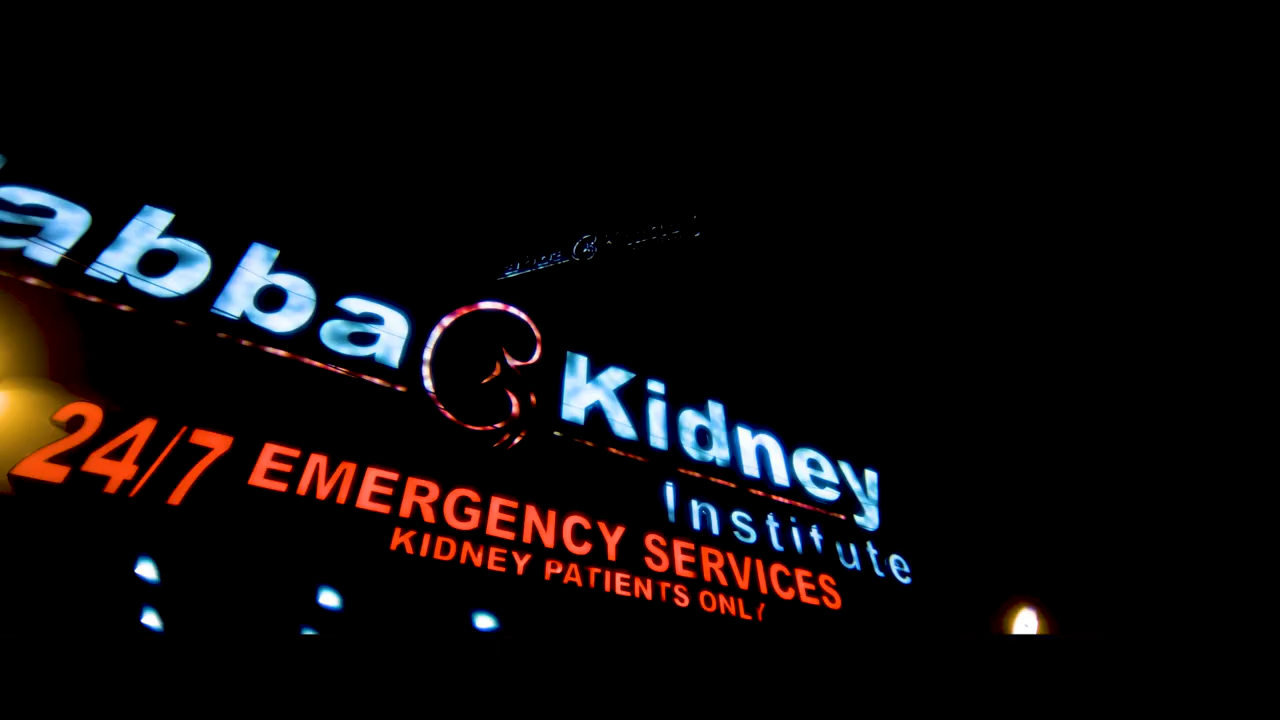 abba Kidney
Institute
24/7 EMERGENCY SERVICES
KIDNEY PATIENTS ONLY